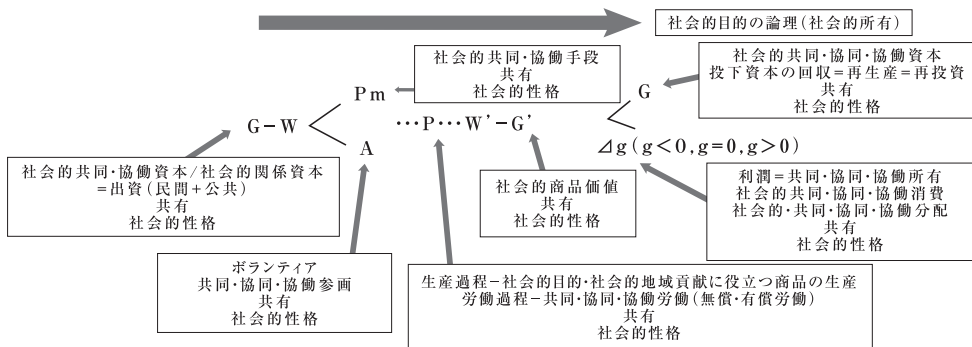 社会的目的の論理(社会的所有)
社会的共同･協働手段
共有
社会的性格
社会的共同･協同･協働資本
投下資本の回収=再生産=再投資
共有
社会的性格
Pm
G
G－W
…P…W'－G'
A
⊿g(g<0,g=0,g>0)
社会的共同･協働資本/社会的関係資本
=出資(民間+公共)
共有
社会的性格
社会的商品価値
共有
社会的性格
利潤=共同･協同･協働所有
社会的共同･協同･協働消費
社会的･共同･協同･協働分配
共有
社会的性格
ボランティア
共同･協同･協働参画
共有
社会的性格
生産過程－社会的目的･社会的地域貢献に役立つ商品の生産
労働過程－共同･協同･協働労働(無償･有償労働)
共有
社会的性格